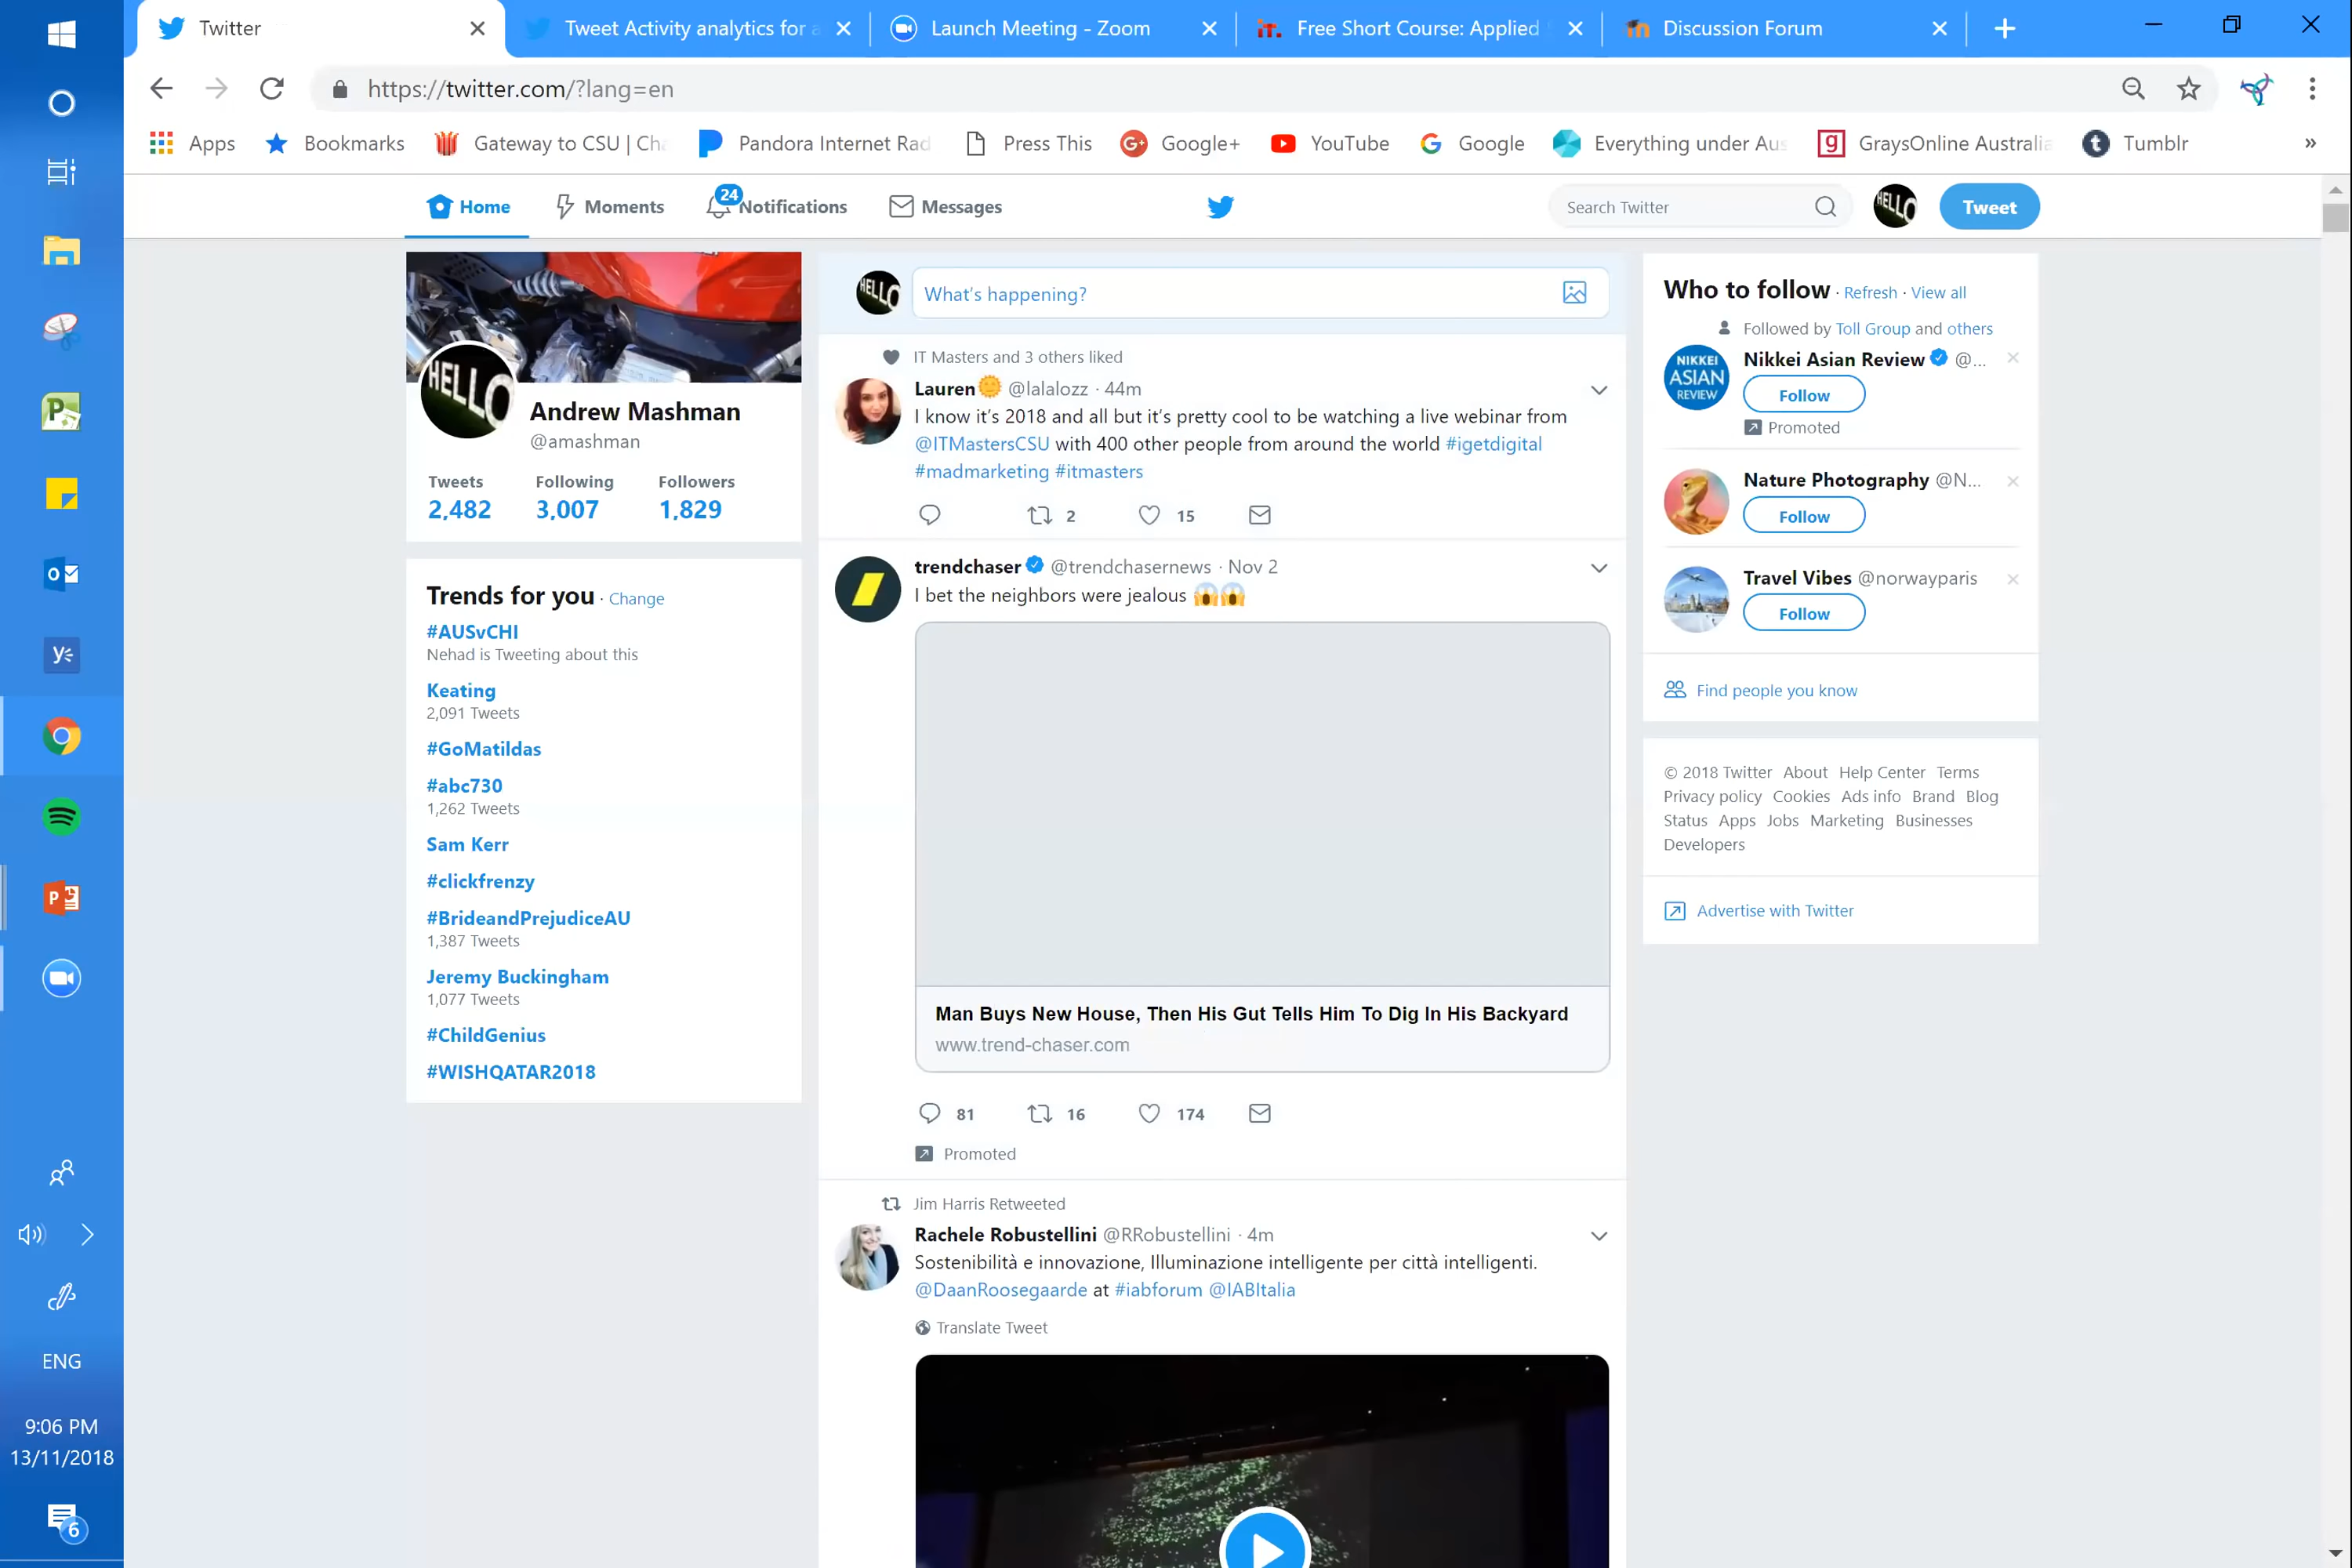 Twitter
Tweet Activity analytics for a
Launch Meeting - Zoom
Free Short Course: Applied
Discussion Forum
https://twitter.com/?lang=en
Apps
Bookmarks
Gateway to CSU | Cha
Pandora Internet Rad
Press This
Google+
YouTube
Google
Everything under Aus
GraysOnline Australia
Tumblr
»
Home
Moments
24
Notifications
Messages
Search Twitter
HELLO
Tweet
HELLO
Andrew Mashman
@amashman
Tweets Following Followers
2,482 3,007 1,829
Trends for you · Change
#AUSvCHI
Nehad is Tweeting about this
Keating
2,091 Tweets
#GoMatildas
#abc730
1,262 Tweets
Sam Kerr
#clickfrenzy
#BrideandPrejudiceAU
1,387 Tweets
Jeremy Buckingham
1,077 Tweets
#ChildGenius
#WISHQATAR2018
HELLO
What's happening?
IT Masters and 3 others liked
Lauren🌞 @lalalozz · 44m
I know it's 2018 and all but it's pretty cool to be watching a live webinar from
@ITMastersCSU with 400 other people from around the world #igetdigital
#madmarketing #itmasters
2 15
trendchaser @trendchasernews · Nov 2
I bet the neighbors were jealous 😱😱
Man Buys New House, Then His Gut Tells Him To Dig In His Backyard
www.trend-chaser.com
81 16 174
Promoted
Jim Harris Retweeted
Rachele Robustellini @RRobustellini · 4m
Sostenibilità e innovazione, Illuminazione intelligente per città intelligenti.
@DaanRoosegaarde at #iabforum @IABItalia
Translate Tweet
Who to follow · Refresh · View all
Followed by Toll Group and others
NIKKEI
ASIAN
REVIEW
Nikkei Asian Review @...
Follow
Promoted
Nature Photography @N...
Follow
Travel Vibes @norwayparis
Follow
Find people you know
© 2018 Twitter About Help Center Terms
Privacy policy Cookies Ads info Brand Blog
Status Apps Jobs Marketing Businesses
Developers
Advertise with Twitter
ENG
9:06 PM
13/11/2018
6